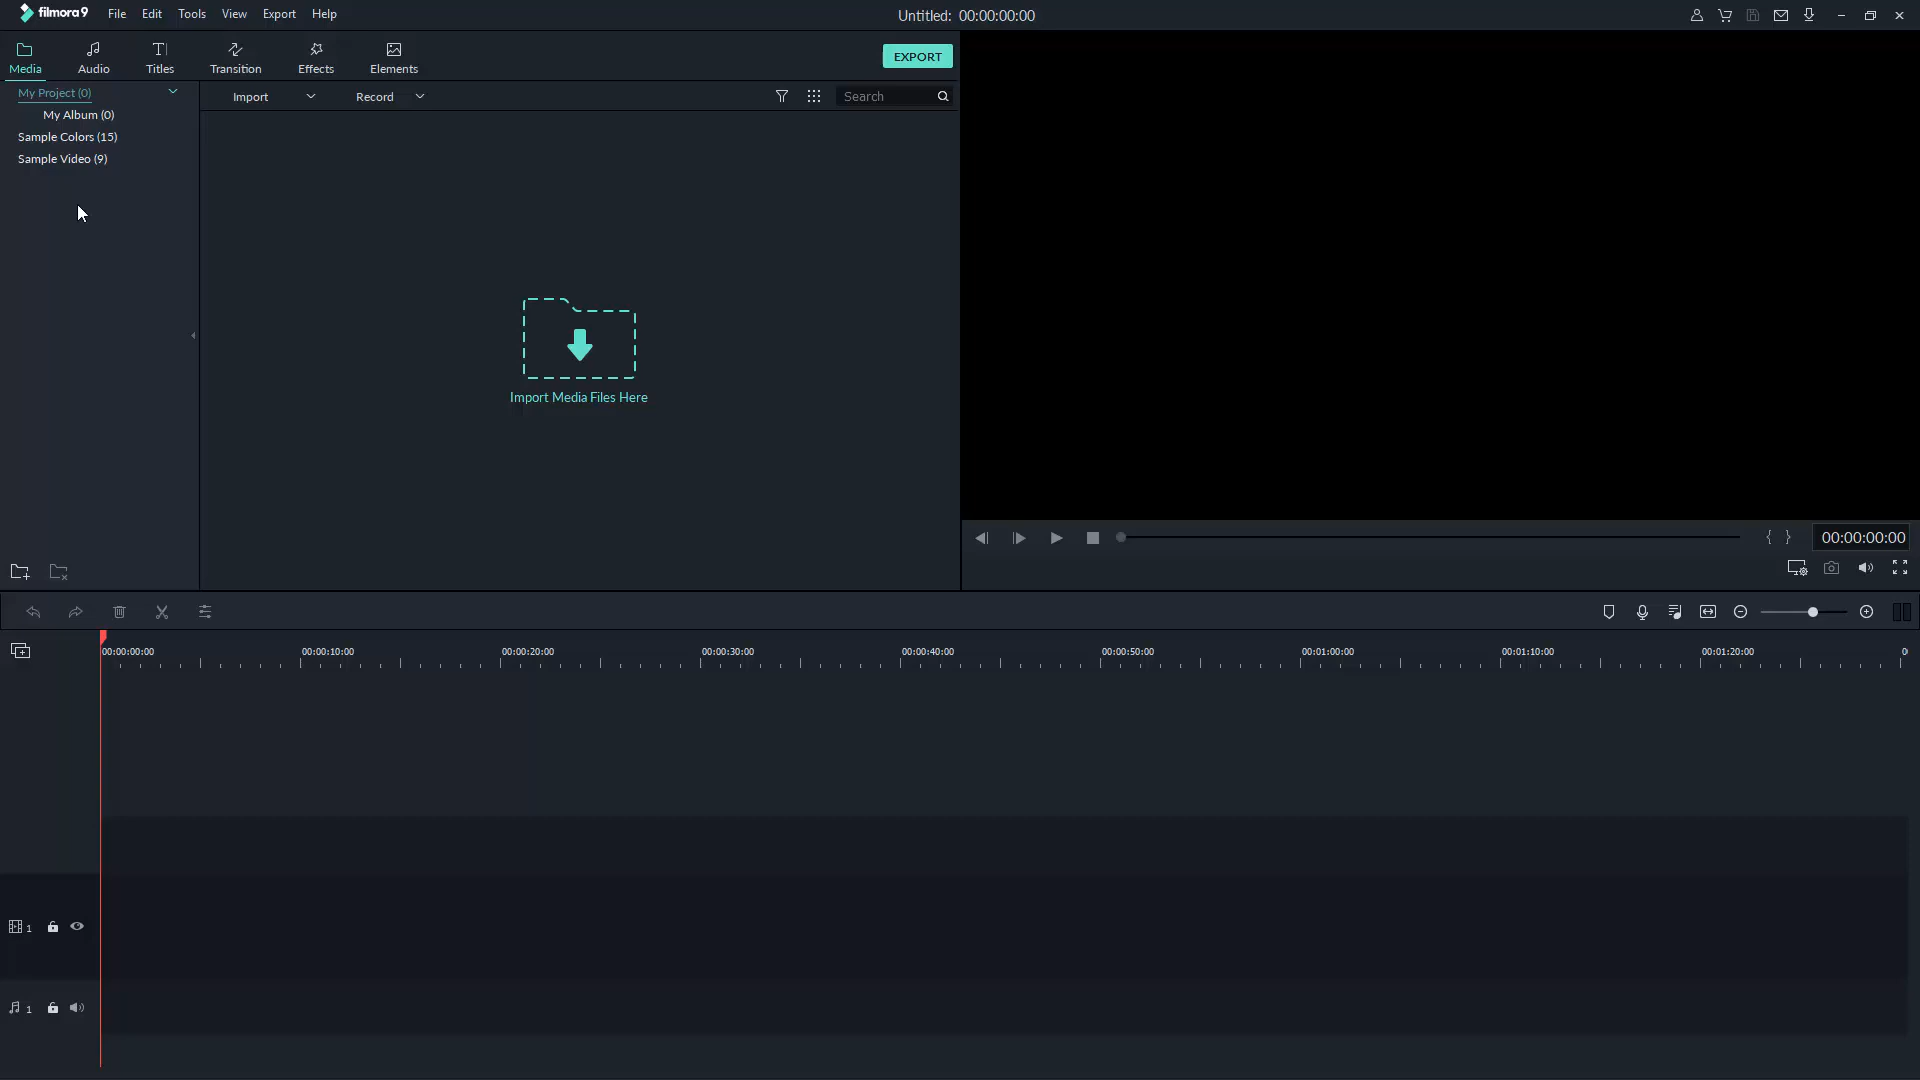 filmora9 File Edit Tools View Export Help
Untitled: 00:00:00:00
Media Audio Titles Transition Effects Elements
EXPORT
My Project (0)
My Album (0)
Sample Colors (15)
Sample Video (9)
Import Record Search
Import Media Files Here
00:00:00:00
00:00:00:00 00:00:10:00 00:00:20:00 00:00:30:00 00:00:40:00 00:00:50:00 00:01:00:00 00:01:10:00 00:01:20:00
1
1